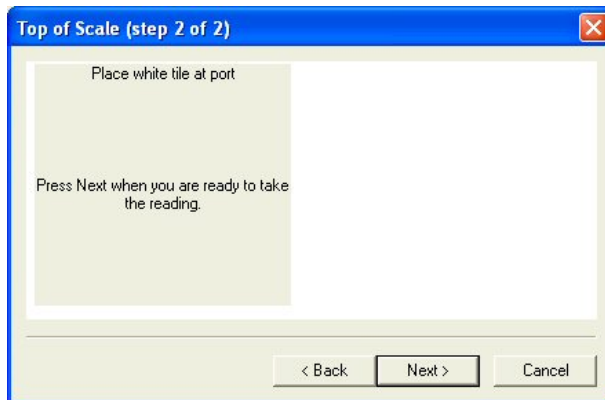 Top of Scale (step 2 of 2)
Place white tile at port
Press Next when you are ready to take
the reading.
< Back
Next >
Cancel